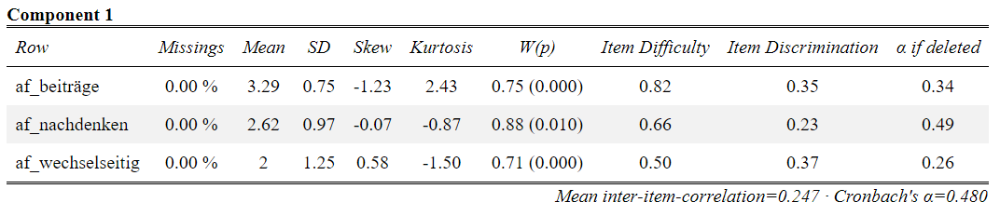 Component 1
Row Missings Mean SD Skew Kurtosis W(p) Item Difficulty Item Discrimination α if deleted
af_beiträge 0.00 % 3.29 0.75 -1.23 2.43 0.75 (0.000) 0.82 0.35 0.34
af_nachdenken 0.00 % 2.62 0.97 -0.07 -0.87 0.88 (0.010) 0.66 0.23 0.49
af_wechselseitig 0.00 % 2 1.25 0.58 -1.50 0.71 (0.000) 0.50 0.37 0.26
Mean inter-item-correlation=0.247 · Cronbach's α=0.480